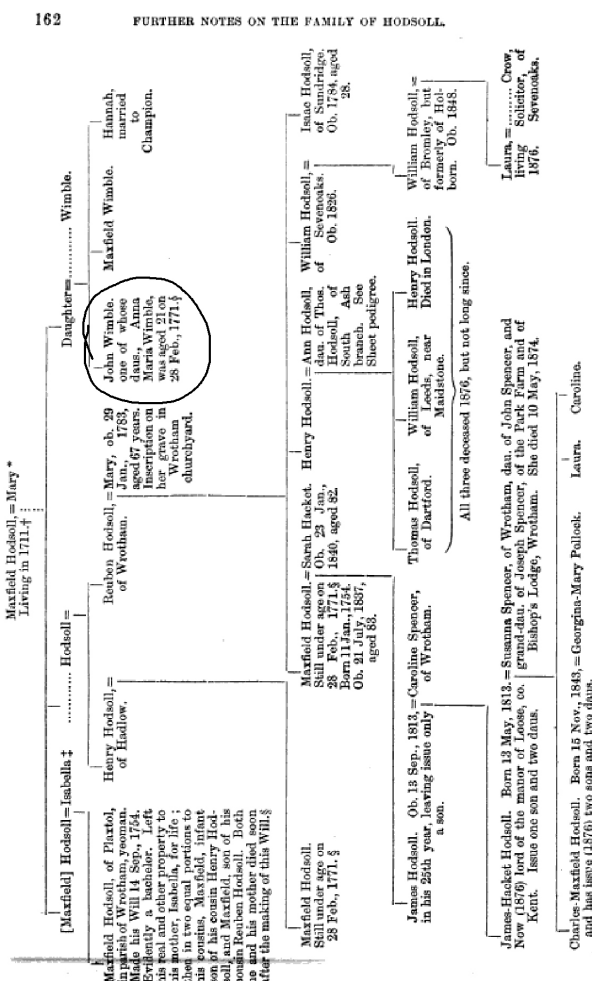 162
FURTHER NOTES ON THE FAMILY OF HODSOLL.
Maxfield Hodsoll, = Mary *
Living in 1711.†
[Maxfield] Hodsoll = Isabella ‡
............ Hodsoll =
Daughter = ............ Wimble.
Maxfield Hodsoll, of Plaxtol,
in parish of Wrotham, yeoman.
Made his Will 14 Sep., 1754.
Evidently a bachelor. Left
his real and other property to
his mother, Isabella, for life ;
then in two equal portions to
his cousins, Maxfield, infant
son of his cousin Henry Hod-
soll, and Maxfield, son of his
cousin Reuben Hodsoll. Both
he and his mother died soon
after the making of this Will.§
Henry Hodsoll, =
of Hadlow.
Reuben Hodsoll, = Mary, ob. 29
of Wrotham.
Jan., 1783,
aged 67 years.
Inscription on
her grave in
Wrotham
churchyard.
John Wimble.
one of whose
daus., Anna
Maria Wimble,
was aged 21 on
28 Feb., 1771.§
Maxfield Wimble.
Hannah,
married
to
Champion.
Maxfield Hodsoll.
Still under age on
28 Feb., 1771.§
Maxfield Hodsoll. = Sarah Hacket.
Still under age on
28 Feb., 1771.§
Born 11 Jan., 1754.
Ob. 21 July, 1837,
aged 83.
Ob. 23 Jan.,
1840, aged 82.
Henry Hodsoll. = Ann Hodsoll,
dau. of Thos.
Hodsoll, of
South Ash
branch. See
Sheet pedigree.
William Hodsoll, =
of Sevenoaks.
Ob. 1826.
Isaac Hodsoll,
of Sundridge.
Ob. 1784, aged
28.
James Hodsoll. Ob. 13 Sep., 1813, = Caroline Spencer,
in his 25th year, leaving issue only
a son.
of Wrotham.
Thomas Hodsoll,
of Dartford.
William Hodsoll,
of Leeds, near
Maidstone.
Henry Hodsoll.
Died in London.
All three deceased 1876, but not long since.
William Hodsoll, =
of Bromley, but
formerly of Hol-
born. Ob. 1848.
James-Hacket Hodsoll. Born 13 May, 1813. = Susanna Spencer, of Wrotham, dau. of John Spencer, and
Now (1876) lord of the manor of Loose, co.
Kent. Issue one son and two daus.
grand-dau. of Joseph Spencer, of the Park Farm and of
Bishop's Lodge, Wrotham. She died 10 May, 1874.
Laura, = .......... Crow,
living
1876.
Solicitor, of
Sevenoaks.
Charles-Maxfield Hodsoll. Born 15 Nov., 1843, = Georgina-Mary Pollock.
and has issue (1876) two sons and two daus.
Laura.
Caroline.